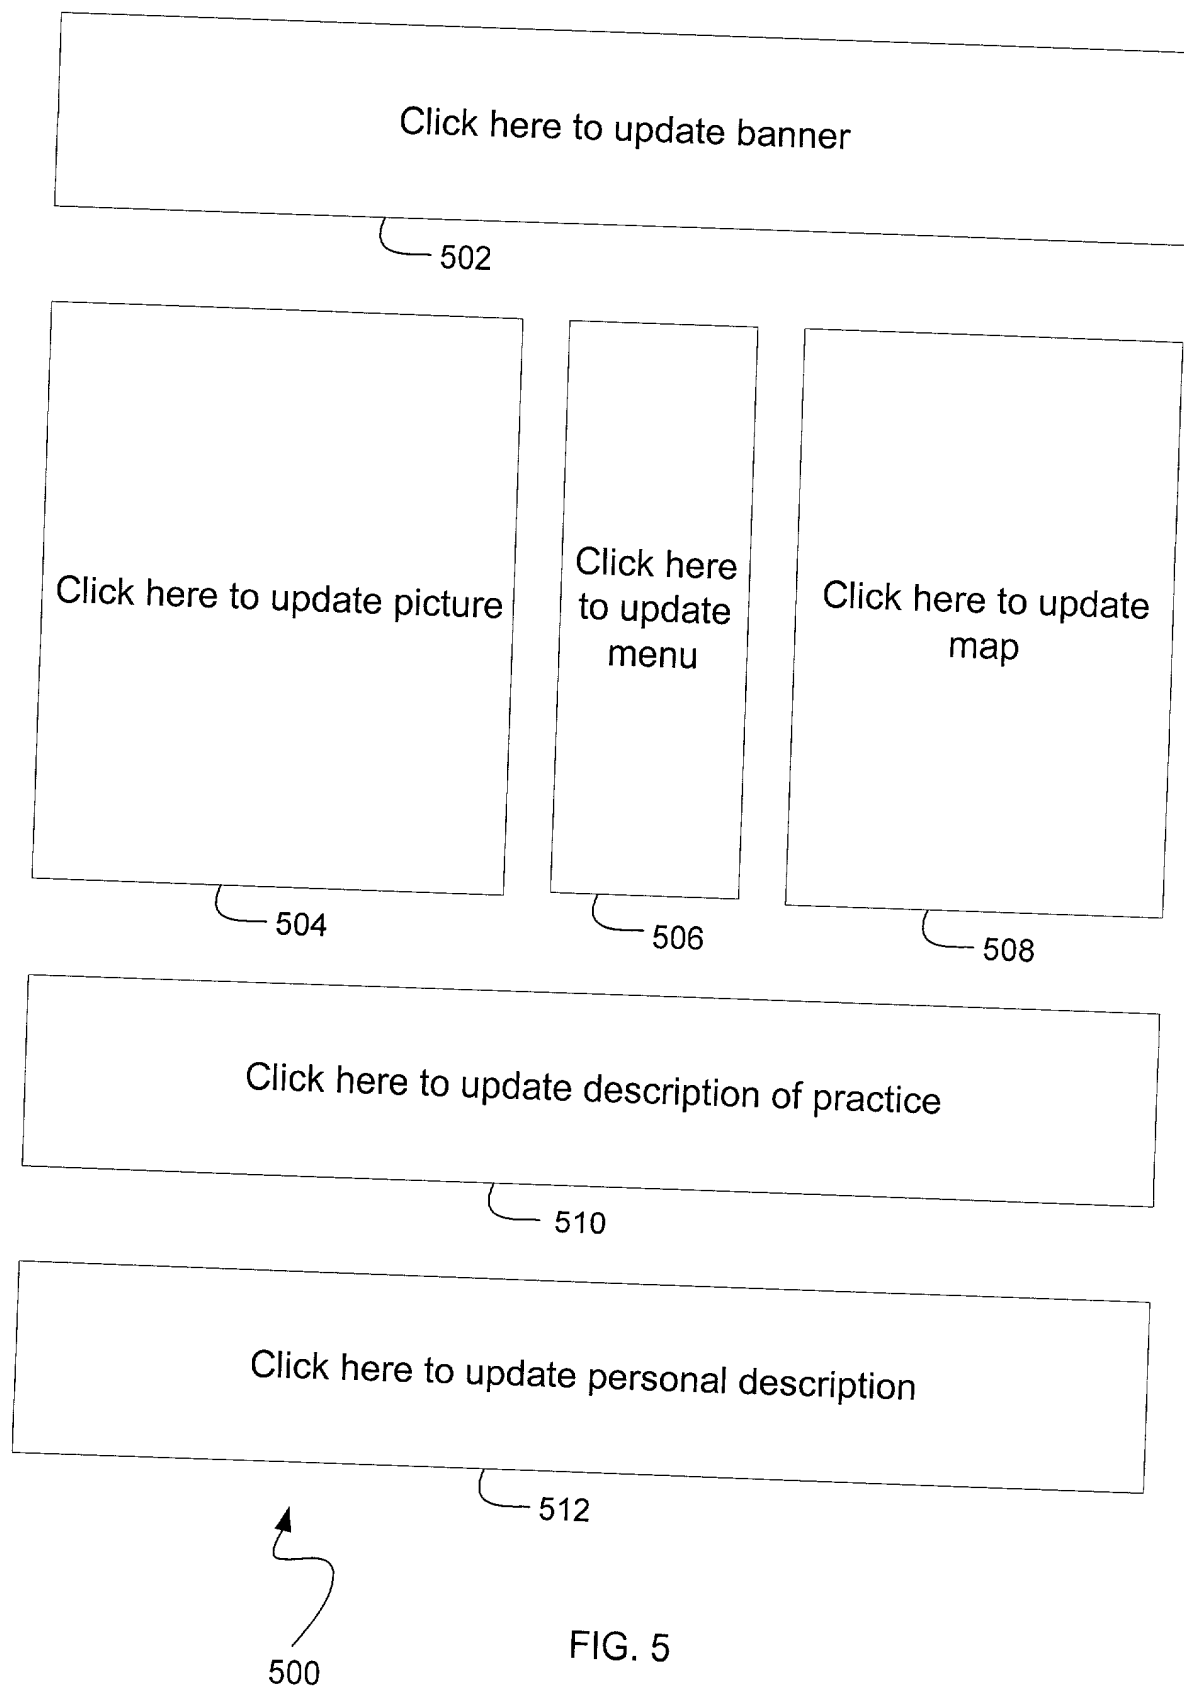 Click here to update banner
502
Click here to update picture
Click here
to update
menu
Click here to update
map
504
506
508
Click here to update description of practice
510
Click here to update personal description
512
500
FIG. 5